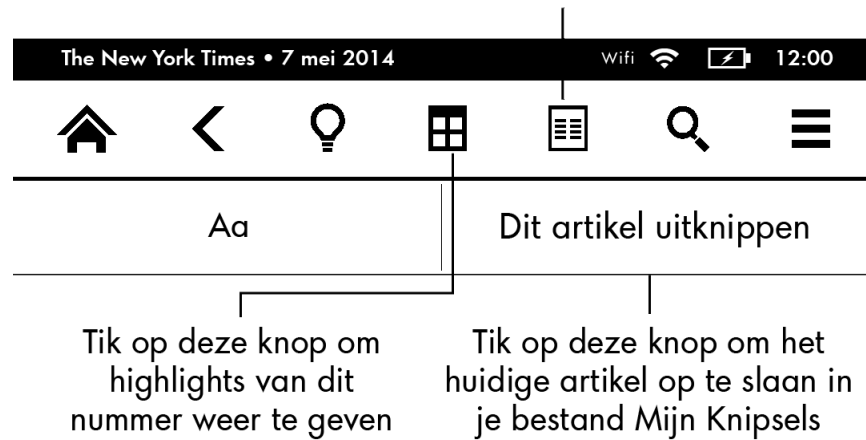 The New York Times • 7 mei 2014 Wifi 12:00
Aa Dit artikel uitknippen
Tik op deze knop om
highlights van dit
nummer weer te geven
Tik op deze knop om het
huidige artikel op te slaan in
je bestand Mijn Knipsels